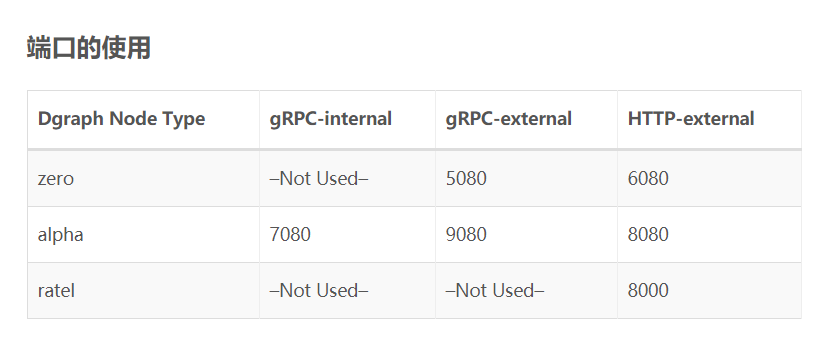 端口的使用
Dgraph Node Type gRPC-internal gRPC-external HTTP-external
zero –Not Used– 5080 6080
alpha 7080 9080 8080
ratel –Not Used– –Not Used– 8000